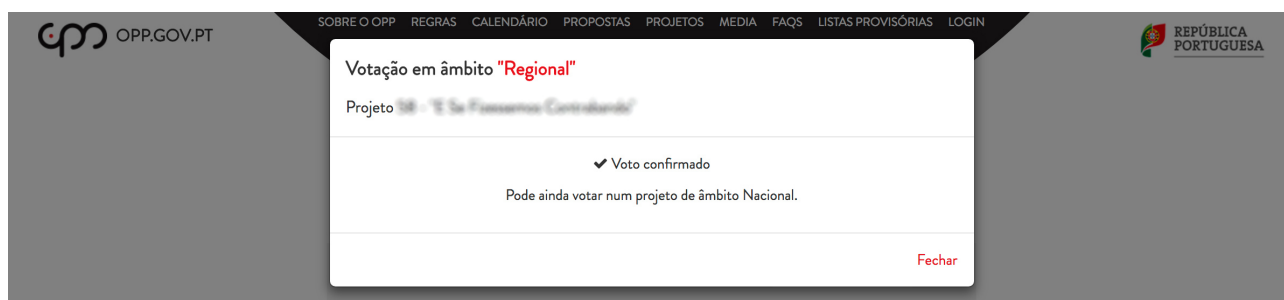 OPP.GOV.PT
SOBRE O OPP REGRAS CALENDÁRIO PROPOSTAS PROJETOS MEDIA FAQS LISTAS PROVISÓRIAS LOGIN
REPÚBLICA
PORTUGUESA
Votação em âmbito "Regional"
Projeto
✔ Voto confirmado
Pode ainda votar num projeto de âmbito Nacional.
Fechar